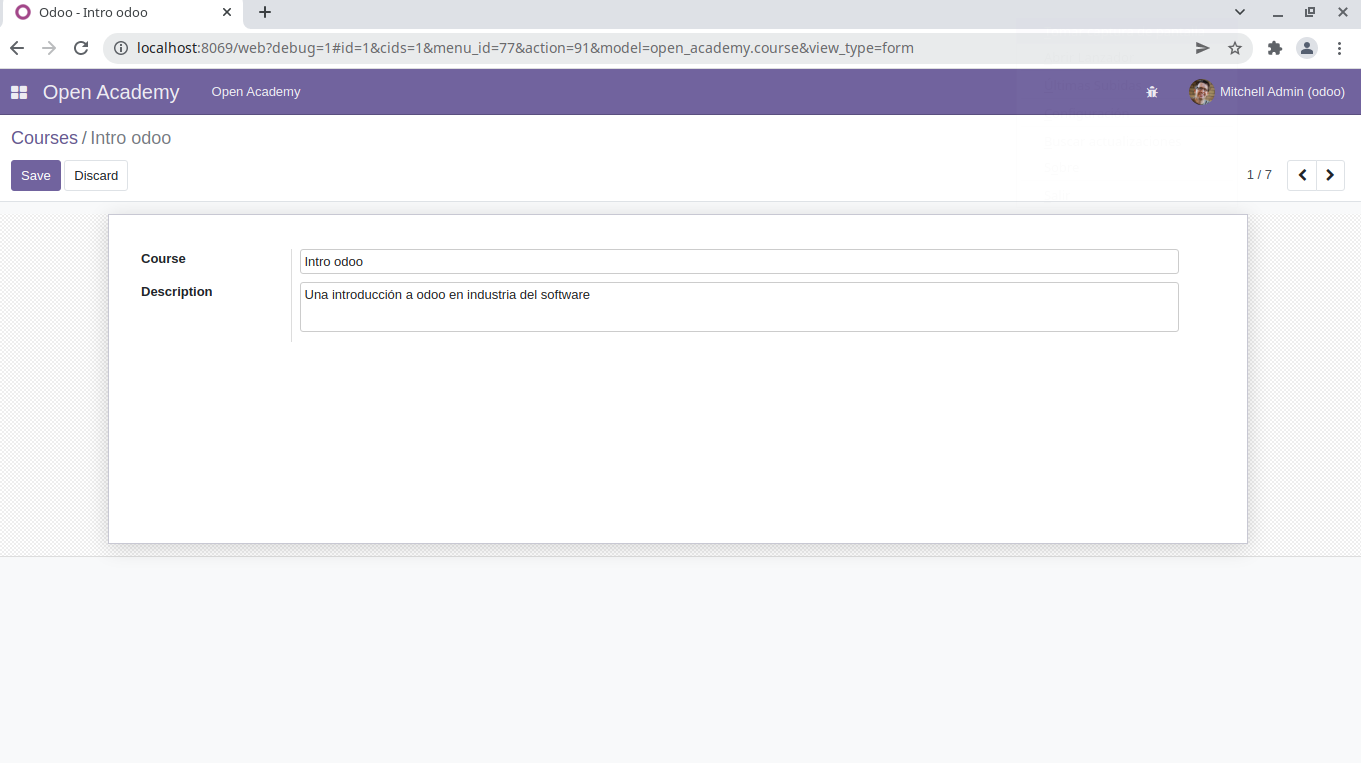 Odoo - Intro odoo
localhost:8069/web?debug=1#id=1&cids=1&menu_id=77&action=91&model=open_academy.course&view_type=form
Open Academy Open Academy Mitchell Admin (odoo)
Courses / Intro odoo
Save Discard 1 / 7
Course Intro odoo
Description Una introducción a odoo en industria del software